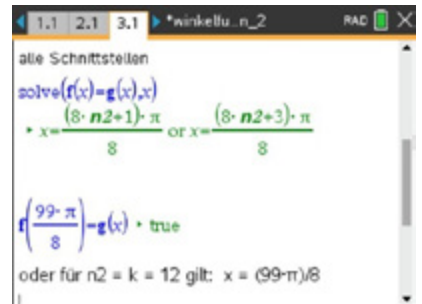 1.1 2.1 3.1 *winkelfu...n_2 RAD
alle Schnittstellen
solve(f(x)=g(x),x)
▸ x=((8·n2+1)·π)/8 or x=((8·n2+3)·π)/8
f((99·π)/8)=g(x) ▸ true
oder für n2 = k = 12 gilt: x = (99·π)/8